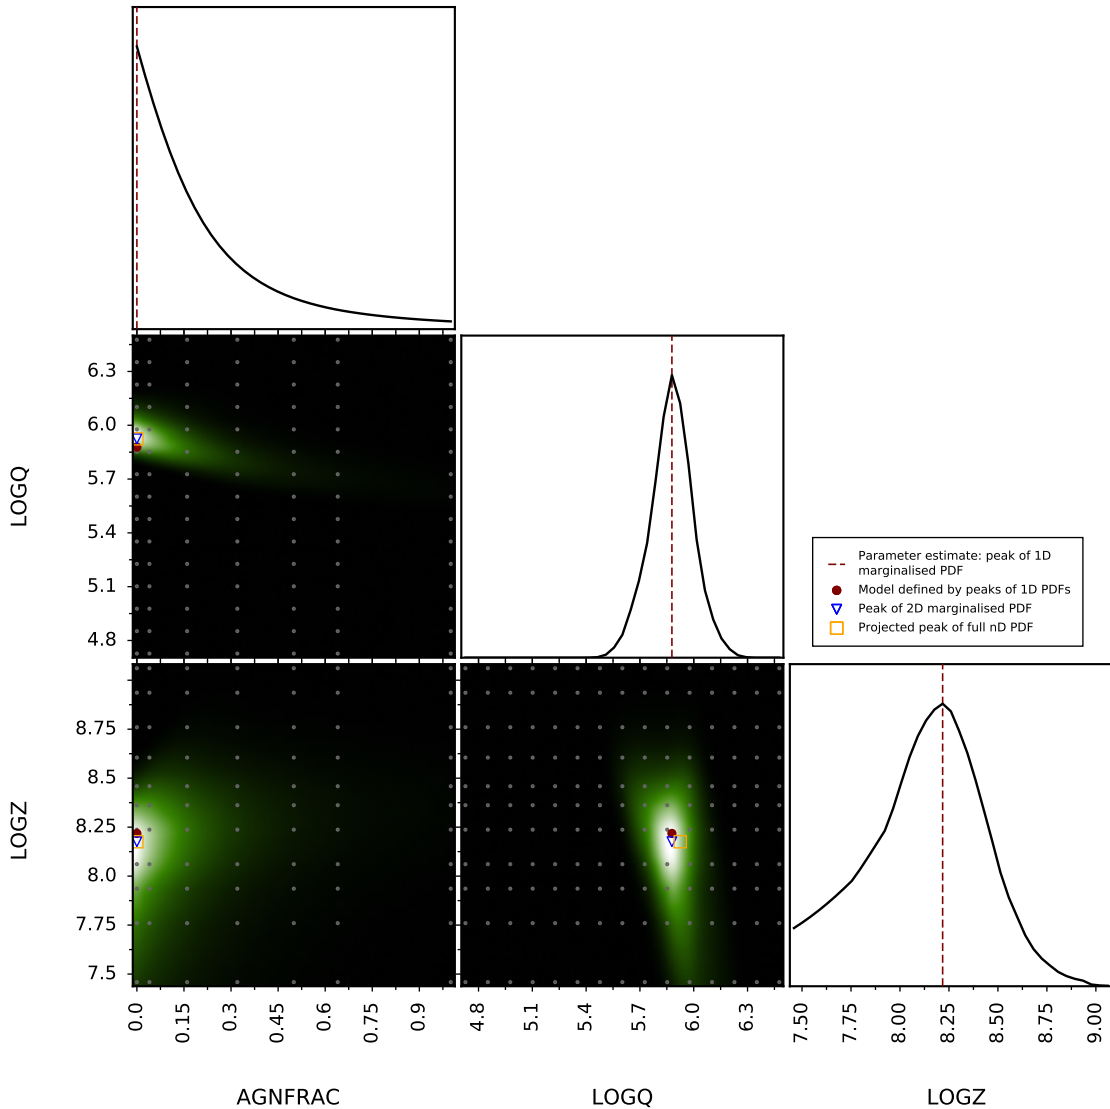 6.3
6.0
5.7
5.4
5.1
4.8
LOGQ
Parameter estimate: peak of 1D
marginalised PDF
Model defined by peaks of 1D PDFs
Peak of 2D marginalised PDF
Projected peak of full nD PDF
8.75
8.5
8.25
8.0
7.75
7.5
LOGZ
0.0 0.15 0.3 0.45 0.6 0.75 0.9
4.8 5.1 5.4 5.7 6.0 6.3
7.50 7.75 8.00 8.25 8.50 8.75 9.00
AGNFRAC
LOGQ
LOGZ